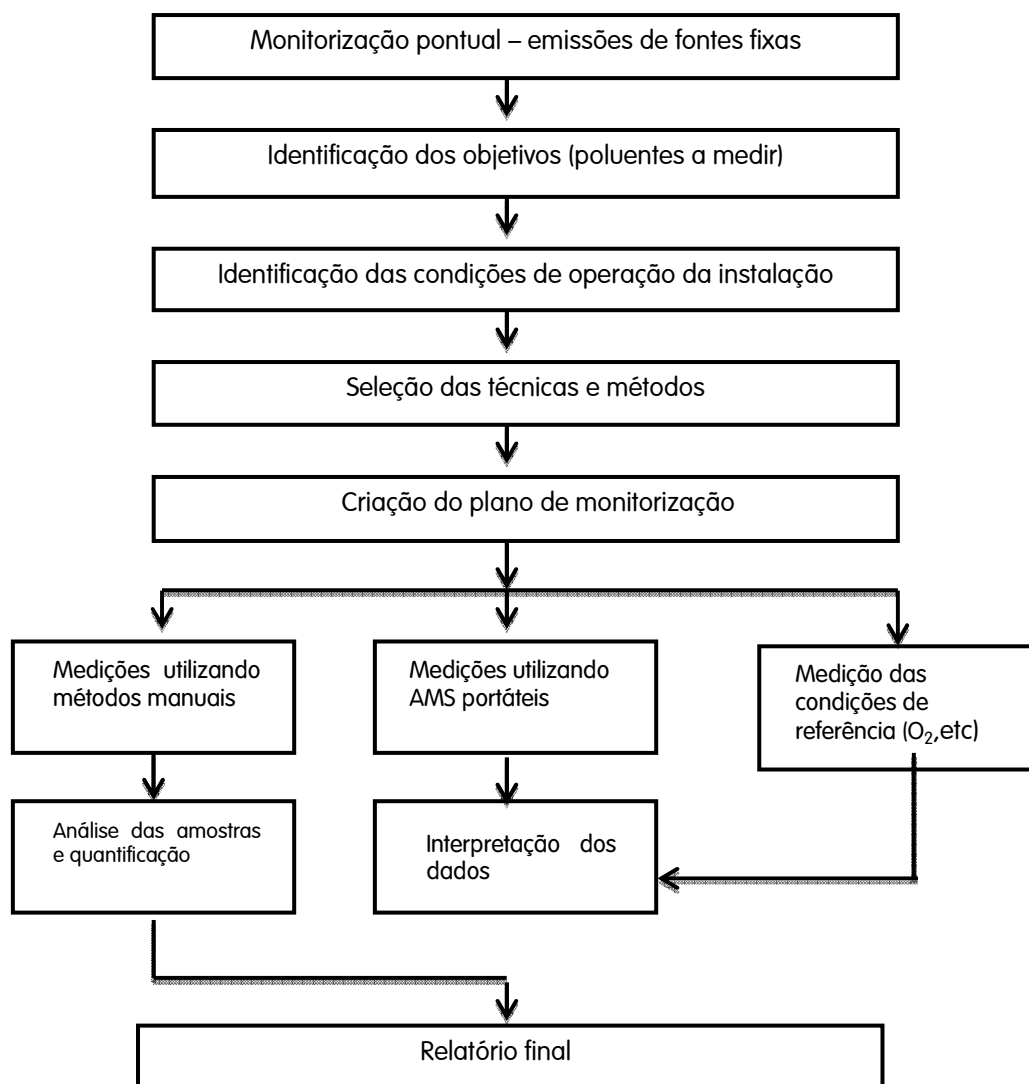 Monitorização pontual – emissões de fontes fixas
Identificação dos objetivos (poluentes a medir)
Identificação das condições de operação da instalação
Seleção das técnicas e métodos
Criação do plano de monitorização
Medições utilizando
métodos manuais
Medições utilizando
AMS portáteis
Medição das
condições de
referência (O₂,etc)
Análise das amostras
e quantificação
Interpretação dos
dados
Relatório final